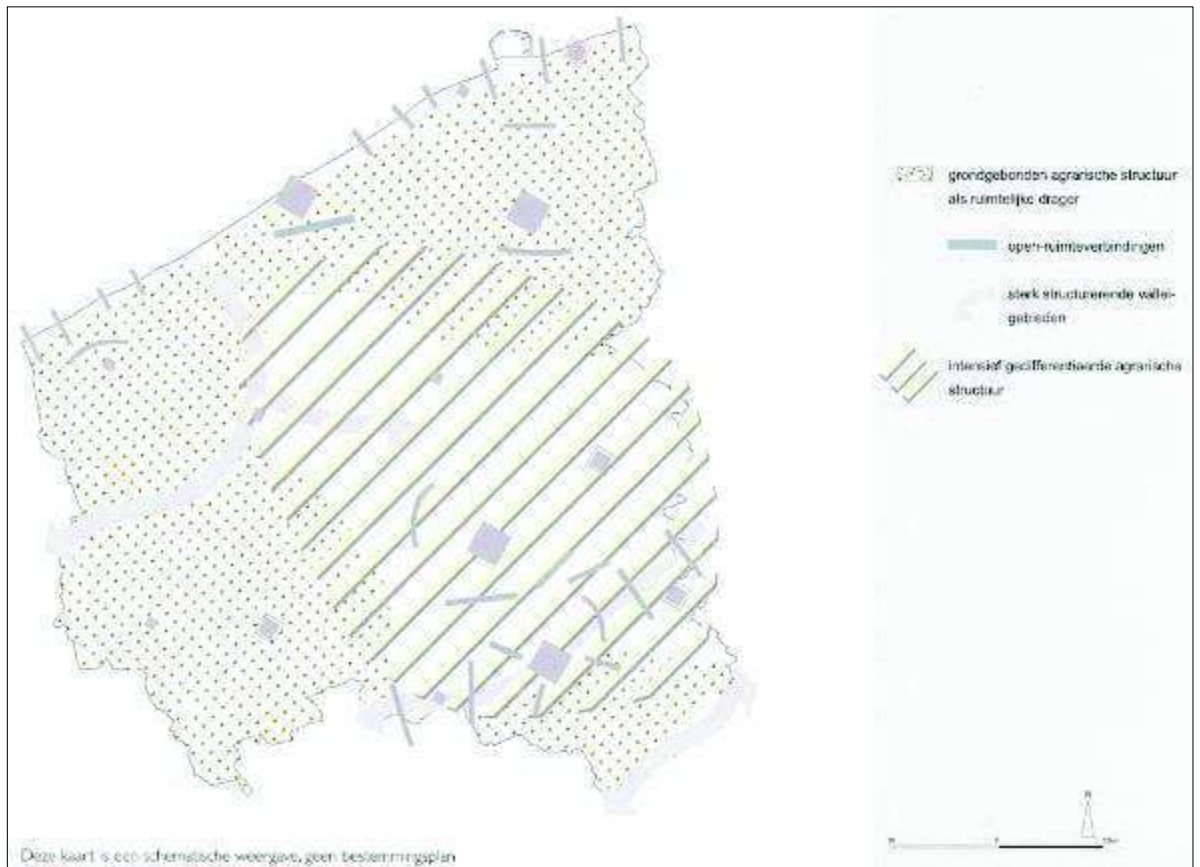 grondgebonden agrarische structuur
als ruimtelijke drager
open-ruimteverbindingen
sterk structurerende vallei-
gebieden
intensief gedifferentieerde agrarische
structuur
N
Deze kaart is een schematische weergave, geen bestemmingsplan